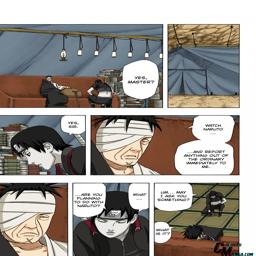 YES,
MASTER?
WATCH
NARUTO
...AND REPORT
ANYTHING OUT OF
THE ORDINARY
IMMEDIATELY TO
ME.
YES,
SIR.
UM... MAY I
ASK YOU
SOMETHING?
WHAT
IS IT?
WHAT
...ARE YOU
PLANNING
TO DO WITH
NARUTO?